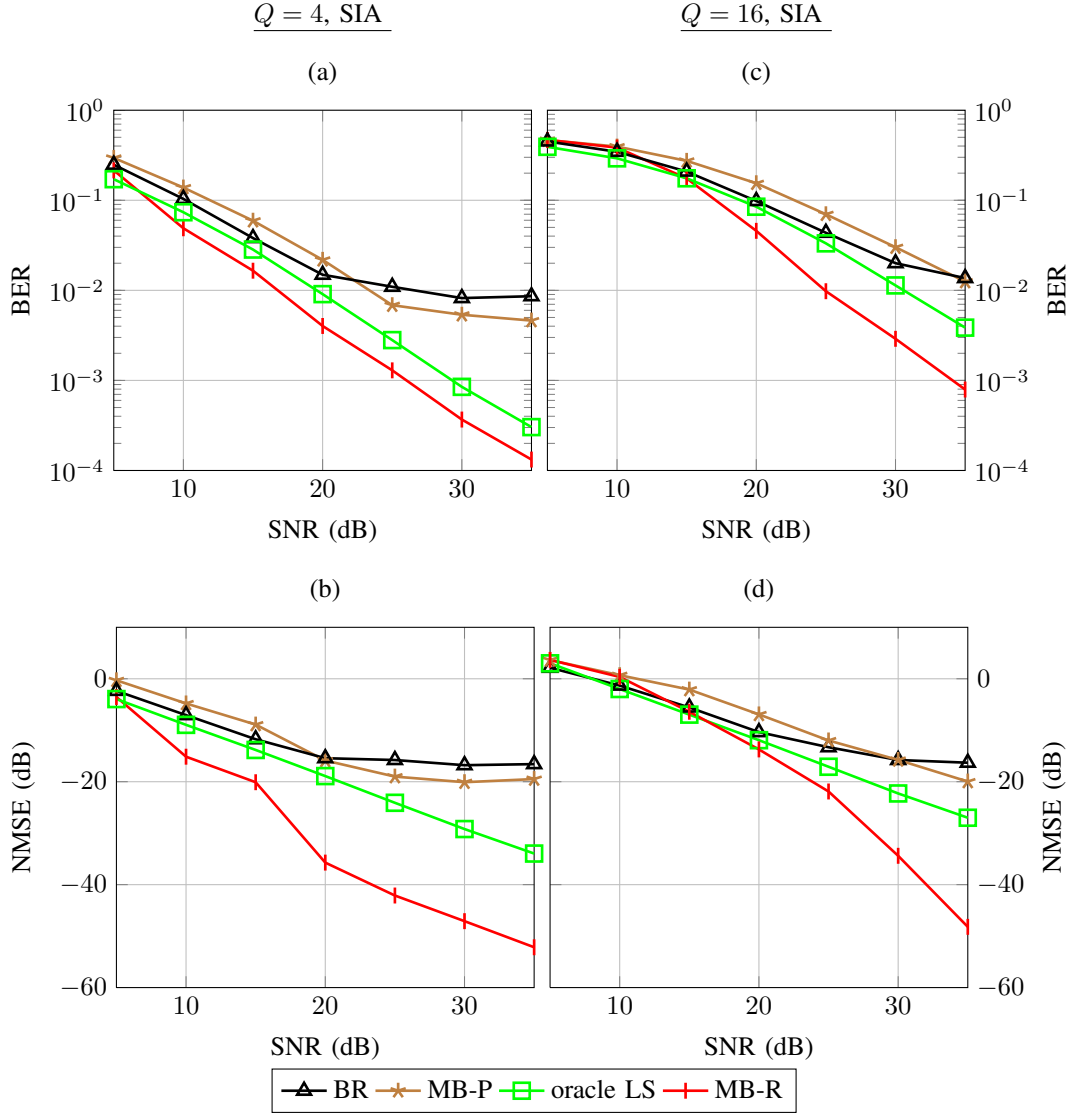 Q = 4, SIA
Q = 16, SIA
(a)
(c)
10^0
10^-1
10^-2
10^-3
10^-4
BER
10
20
30
SNR (dB)
10^0
10^-1
10^-2
10^-3
10^-4
BER
10
20
30
SNR (dB)
(b)
(d)
0
−20
−40
−60
NMSE (dB)
10
20
30
SNR (dB)
0
−20
−40
−60
NMSE (dB)
10
20
30
SNR (dB)
BR MB-P oracle LS MB-R